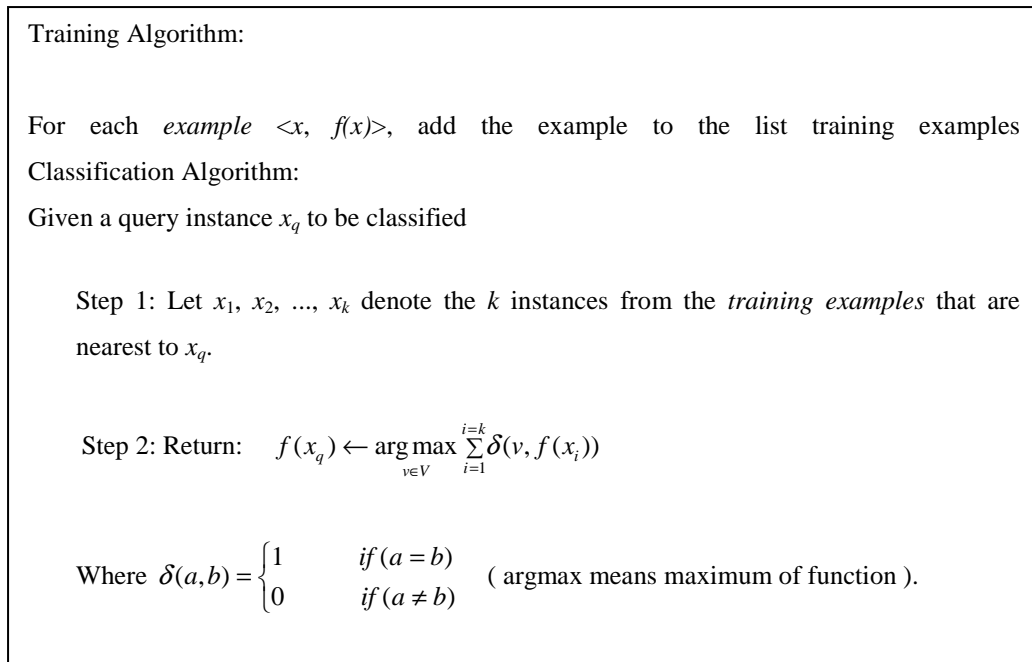 Training Algorithm:
For each example <x, f(x)>, add the example to the list training examples
Classification Algorithm:
Given a query instance x_q to be classified
Step 1: Let x_1, x_2, ..., x_k denote the k instances from the training examples that are
nearest to x_q.
Step 2: Return: f(x_q) ← arg max_{v∈V} ∑_{i=1}^{i=k} δ(v, f(x_i))
Where δ(a,b) = { 1 if (a = b)
0 if (a ≠ b) ( argmax means maximum of function ).